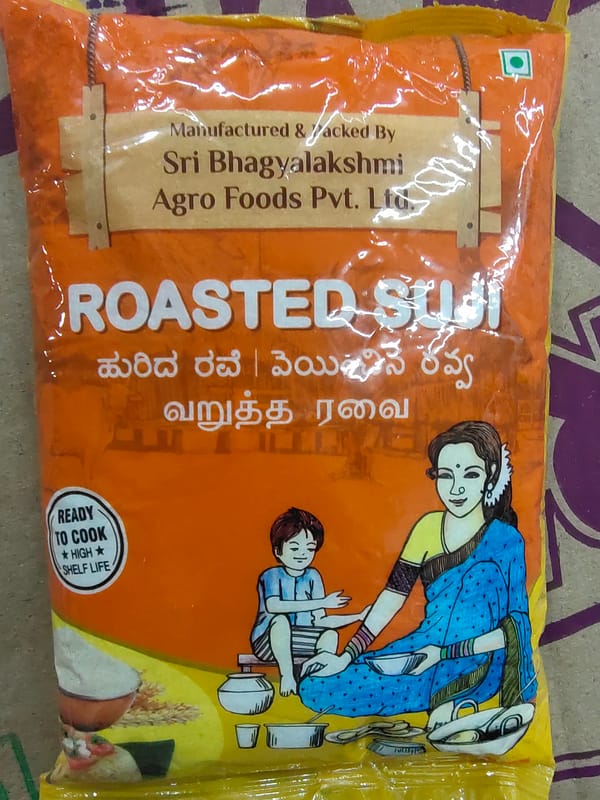 Manufactured & Packed By
Sri Bhagyalakshmi
Agro Foods Pvt. Ltd.
ROASTED SUJI
ಹುರಿದ ರವೆ | వేయించిన రవ్వ
வறுத்த ரவை
READY
TO COOK
★ HIGH ★
SHELF LIFE